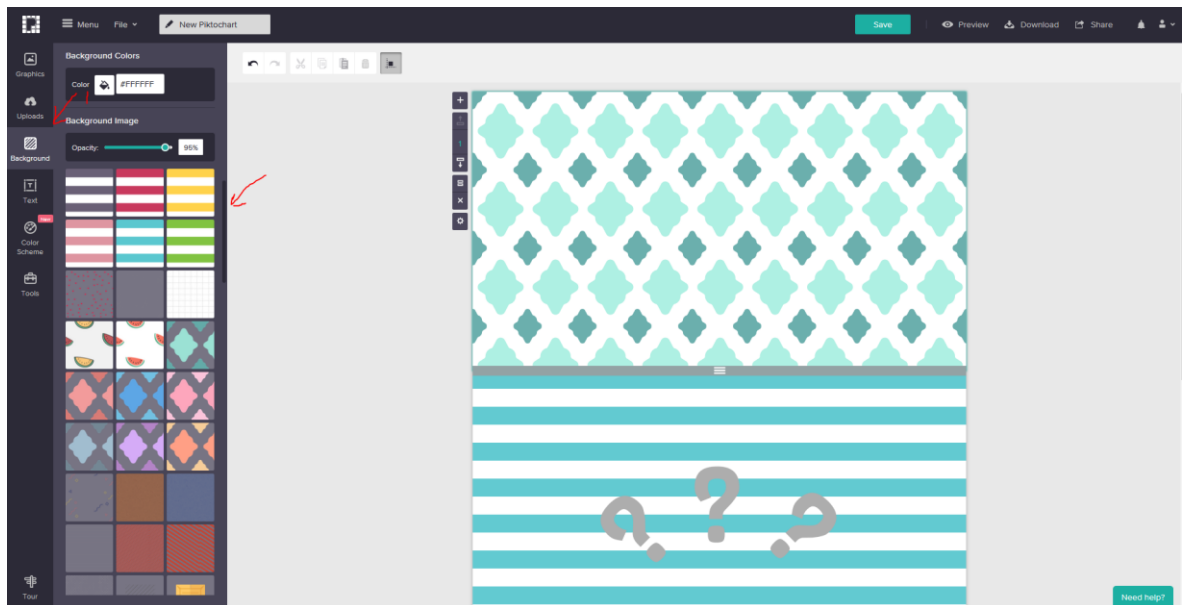 Menu File New Piktochart Save Preview Download Share
Graphics
Uploads
Background
Text
New
Color
Scheme
Tools
Tour
Background Colors
Color #FFFFFF
Background Image
Opacity: 95%
1
? ? ?
Need help?